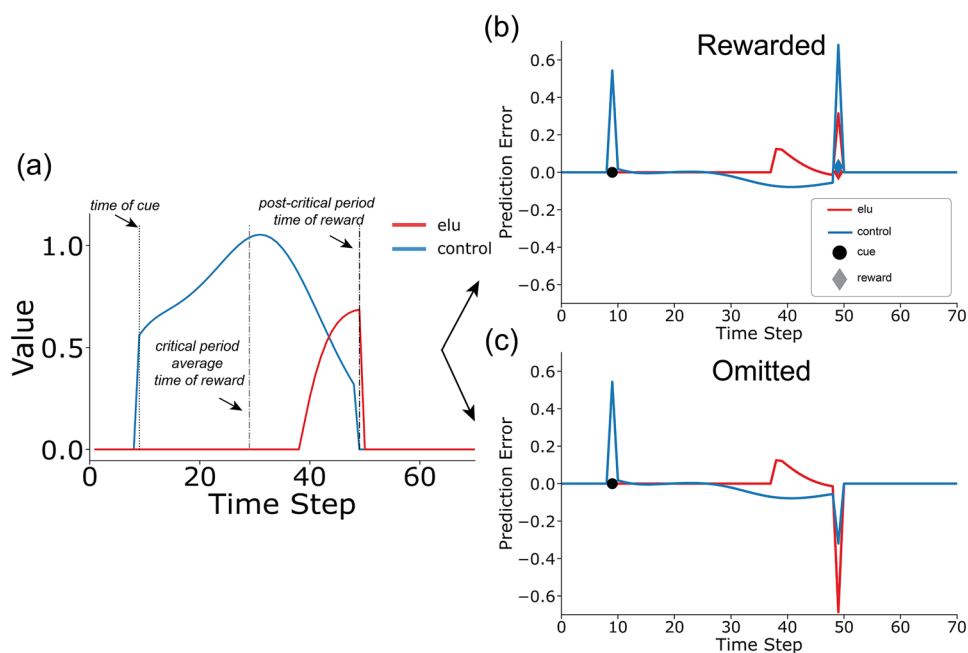 (a)
time of cue
post-critical period
time of reward
elu
control
1.0
0.5
0.0
Value
critical period
average
time of reward
0
20
40
60
Time Step
(b)
Rewarded
0.6
0.4
0.2
0.0
−0.2
−0.4
−0.6
Prediction Error
elu
control
cue
reward
0
10
20
30
40
50
60
70
Time Step
(c)
Omitted
0.6
0.4
0.2
0.0
−0.2
−0.4
−0.6
Prediction Error
0
10
20
30
40
50
60
70
Time Step